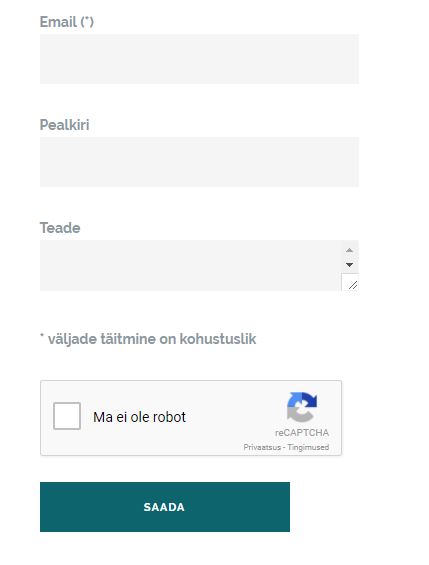 Email (*)
Pealkiri
Teade
* väljade täitmine on kohustuslik
Ma ei ole robot
reCAPTCHA
Privaatsus - Tingimused
SAADA